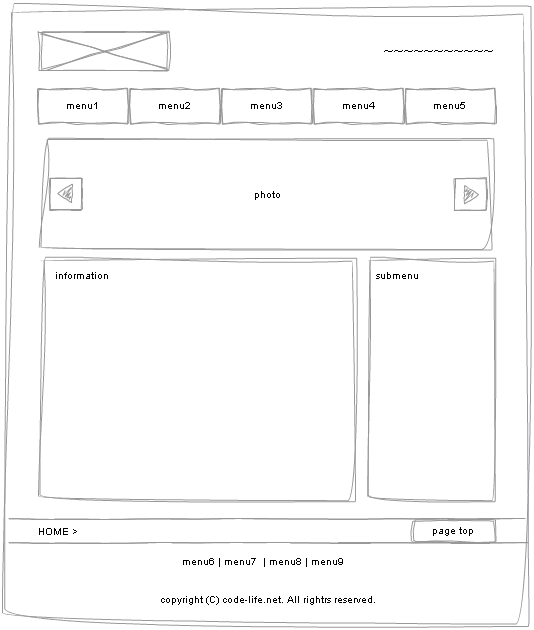 ~~~~~~~~~~~
menu1 menu2 menu3 menu4 menu5
photo
information submenu
HOME > page top
menu6 | menu7 | menu8 | menu9
copyright (C) code-life.net. All rightrs reserved.